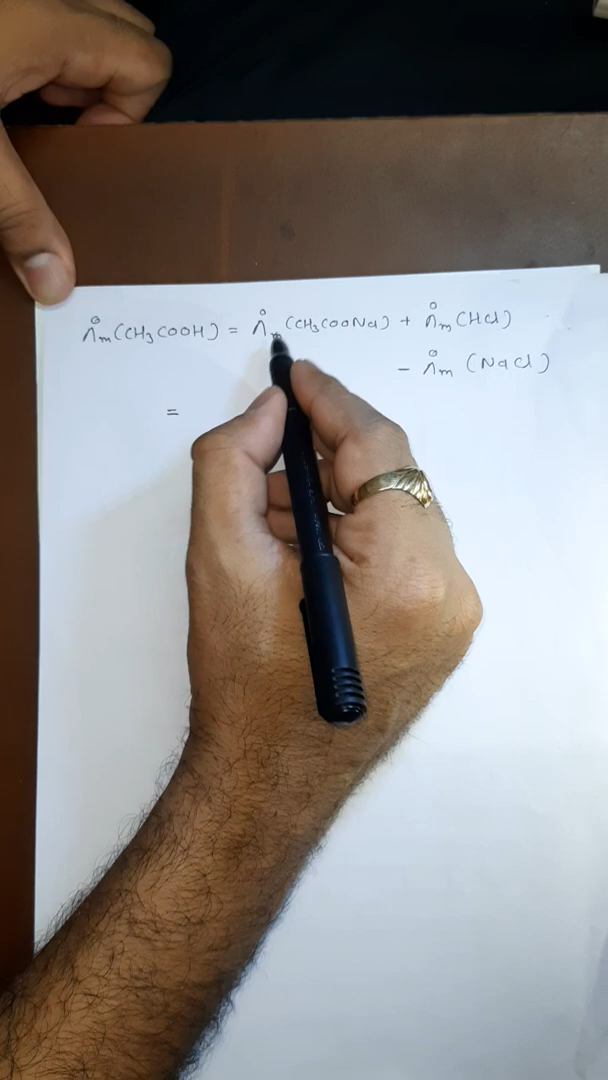 Λ°m(CH3COOH) = Λ°m(CH3COONa) + Λ°m(HCl)
- Λ°m (NaCl)
=